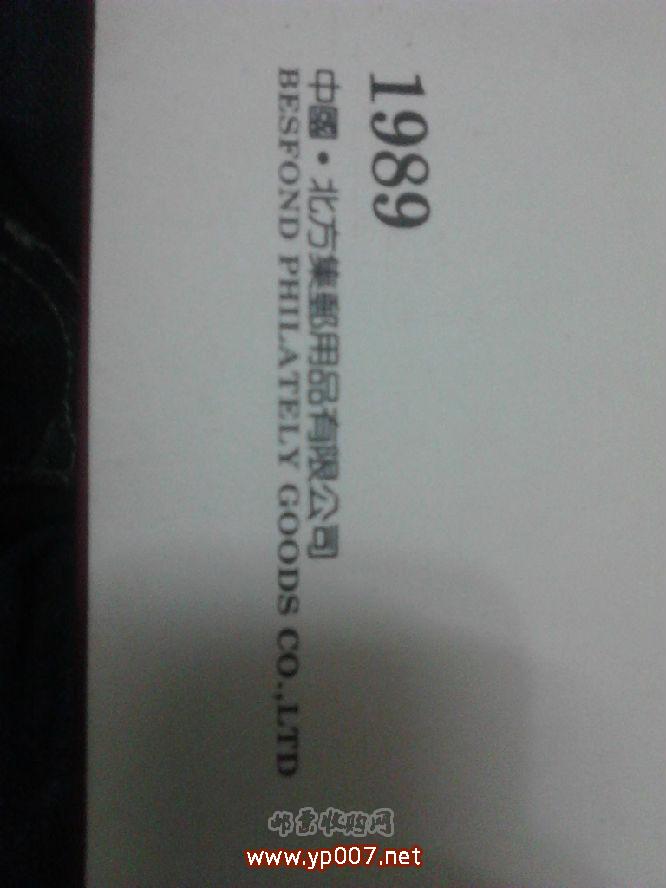 1989
中國·北方集郵用品有限公司
BESFOND PHILATELY GOODS CO.,LTD
邮票收购网
www.yp007.net